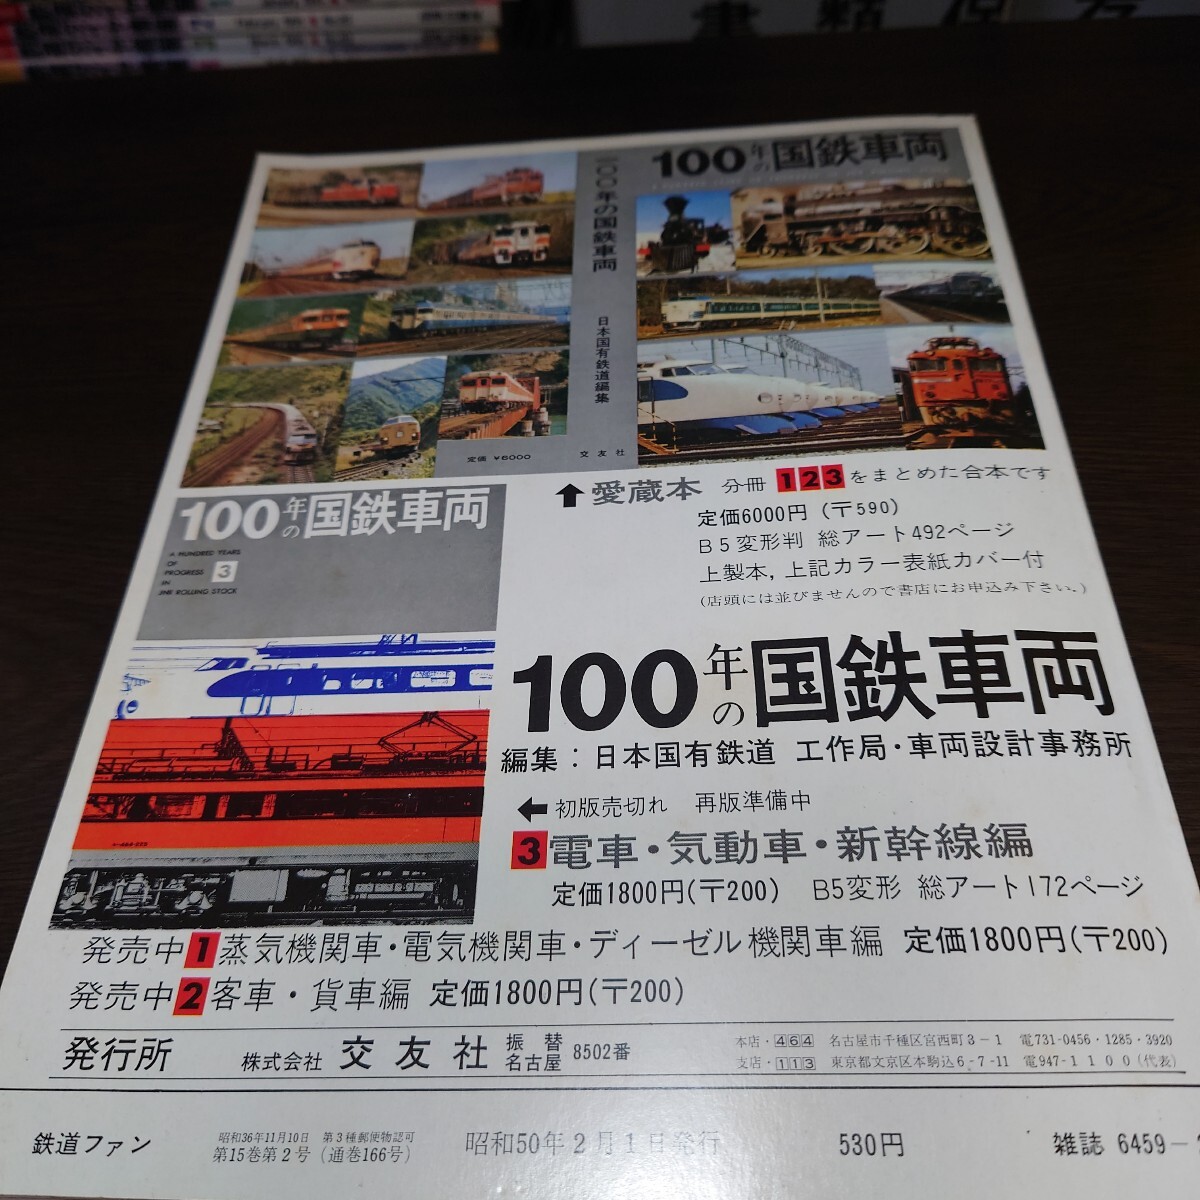 書類保存
100年の国鉄車両
一〇〇年の国鉄車両 日本国有鉄道編集
定価 ¥6000 交友社
100年の国鉄車両
A HUNDRED YEARS
OF
PROGRESS 3
IN
JNR ROLLING STOCK
↑愛蔵本 分冊 1 2 3 をまとめた合本です
定価6000円 (〒590)
B5変形判 総アート492ページ
上製本, 上記カラー表紙カバー付
(店頭には並びませんので書店にお申込み下さい。)
100年の国鉄車両
編集：日本国有鉄道 工作局・車両設計事務所
←初版売切れ 再版準備中
3 電車・気動車・新幹線編
定価1800円(〒200) B5変形 総アート172ページ
発売中 1 蒸気機関車・電気機関車・ディーゼル機関車編 定価1800円(〒200)
発売中 2 客車・貨車編 定価1800円(〒200)
発行所 株式会社 交友社 振替名古屋 8502番
本店・464 名古屋市千種区宮西町3-1 電731-0456・1285・3920
支店・113 東京都文京区本駒込6-7-11 電947-1100(代表)
鉄道ファン
昭和36年11月10日 第3種郵便物認可
第15巻第2号 (通巻166号)
昭和50年2月1日発行
530円
雑誌 6459-